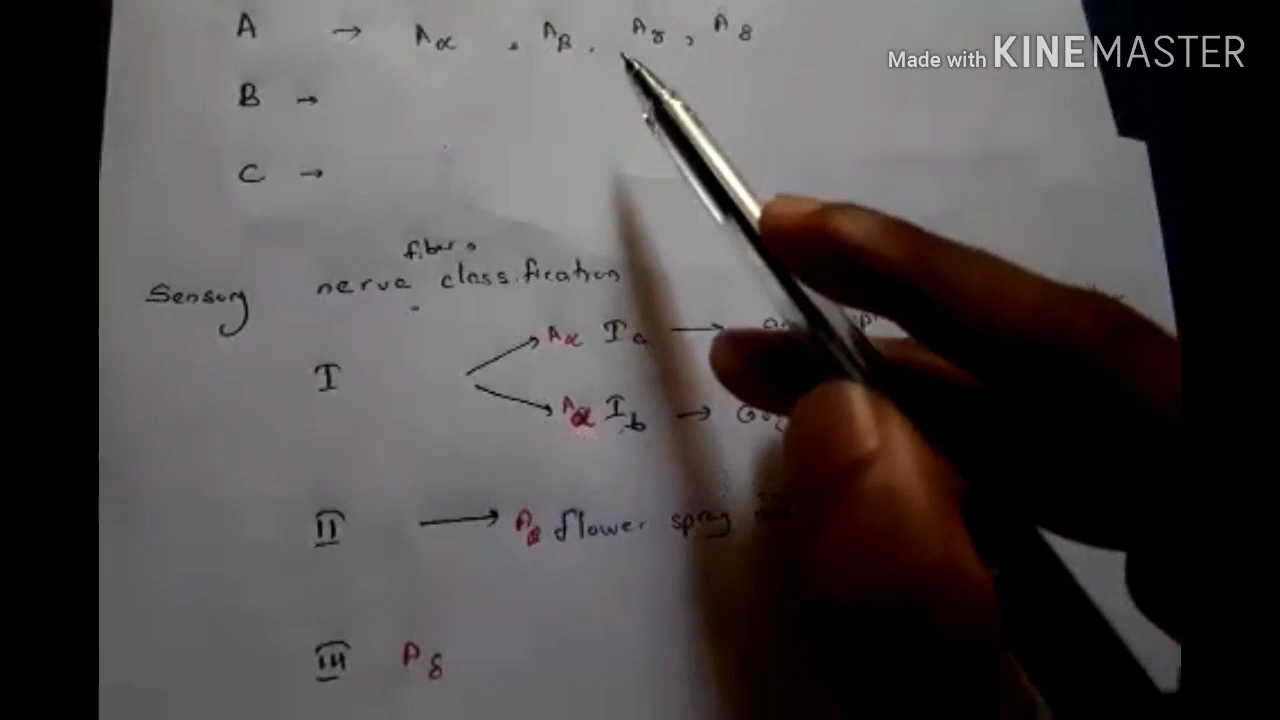 A → Aα , Aβ , Aγ , Aδ
Made with KINEMASTER
B →
C →
fibers
Sensory nerve classification
I
Aα Ia →
Aα Ib →
II → Aβ flower spray
III Aδ